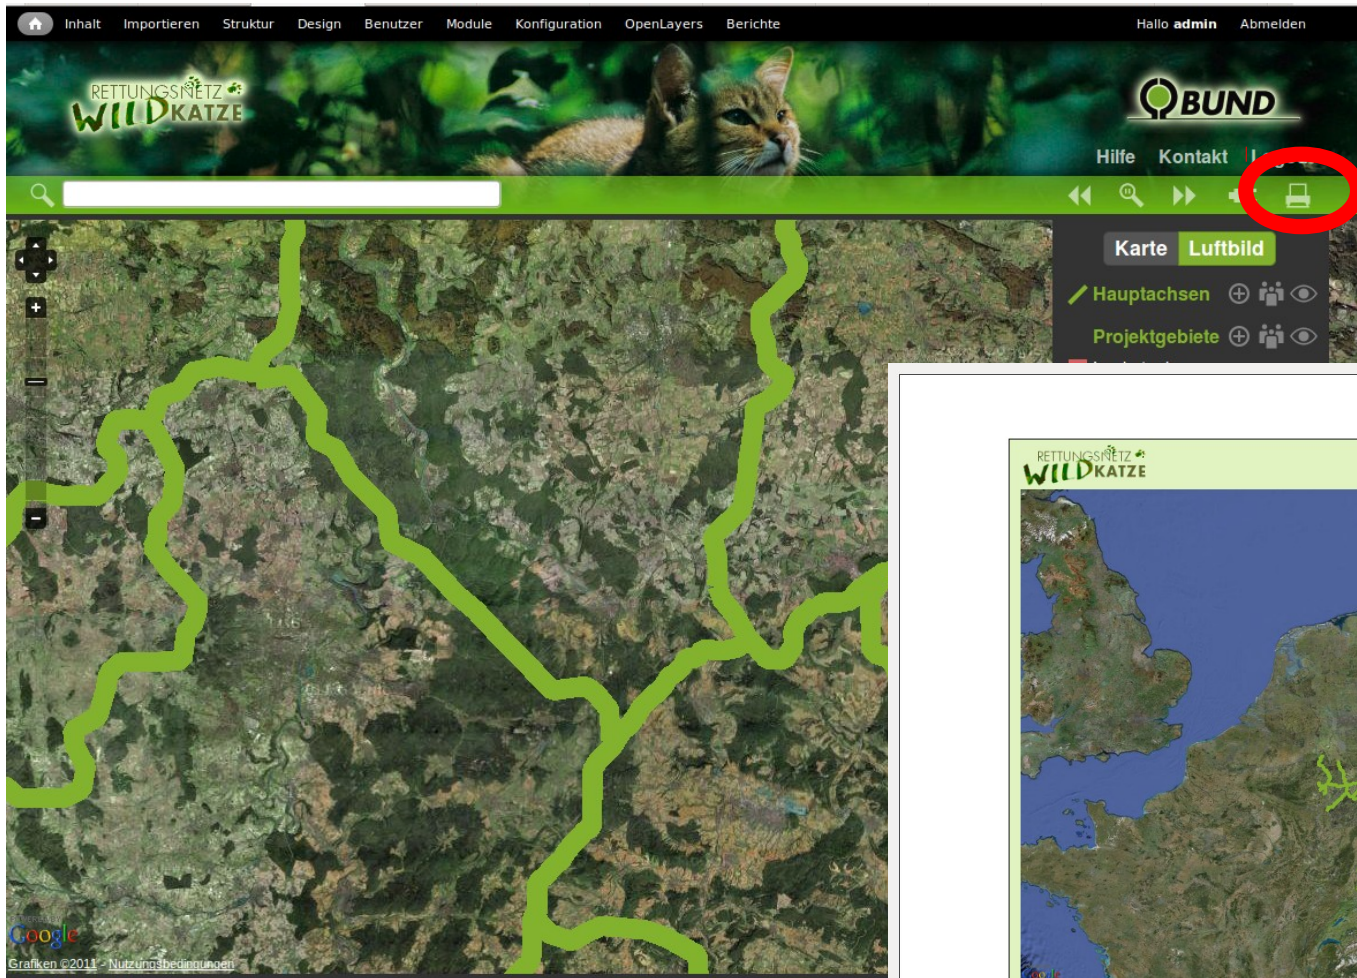 Inhalt Importieren Struktur Design Benutzer Module Konfiguration OpenLayers Berichte Hallo admin Abmelden
RETTUNGSNETZ
WILDKATZE
BUND
Hilfe Kontakt
Karte Luftbild
Hauptachsen
Projektgebiete
RETTUNGSNETZ
WILDKATZE
Google
Grafiken ©2011 - Nutzungsbedingungen
Google